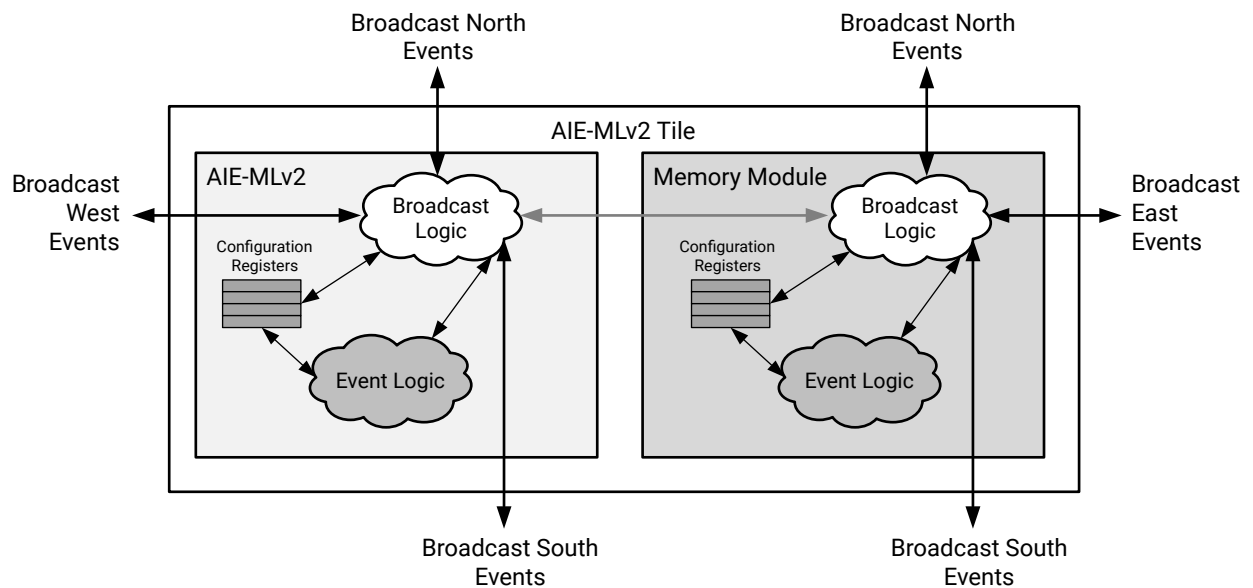 Broadcast North
Events
Broadcast North
Events
AIE-MLv2 Tile
AIE-MLv2
Memory Module
Broadcast
West
Events
Broadcast
Logic
Broadcast
Logic
Broadcast
East
Events
Configuration
Registers
Configuration
Registers
Event Logic
Event Logic
Broadcast South
Events
Broadcast South
Events